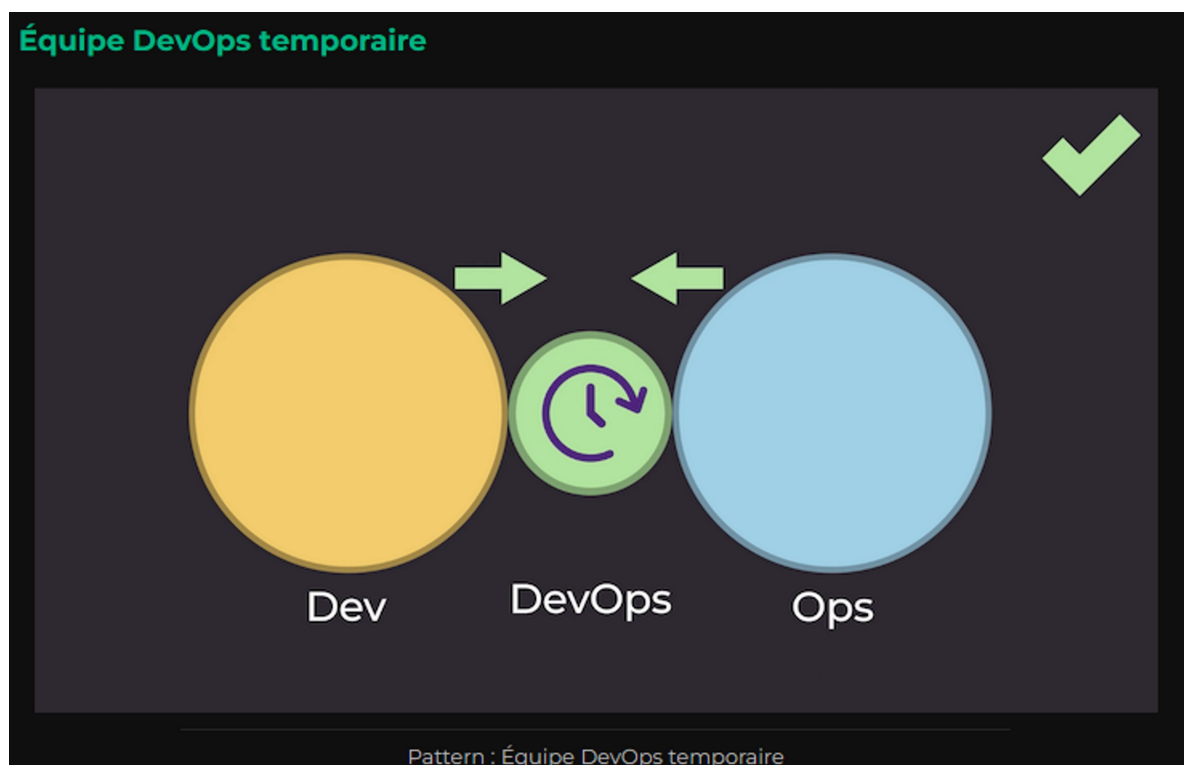 Équipe DevOps temporaire
Dev
DevOps
Ops
Pattern : Équipe DevOps temporaire